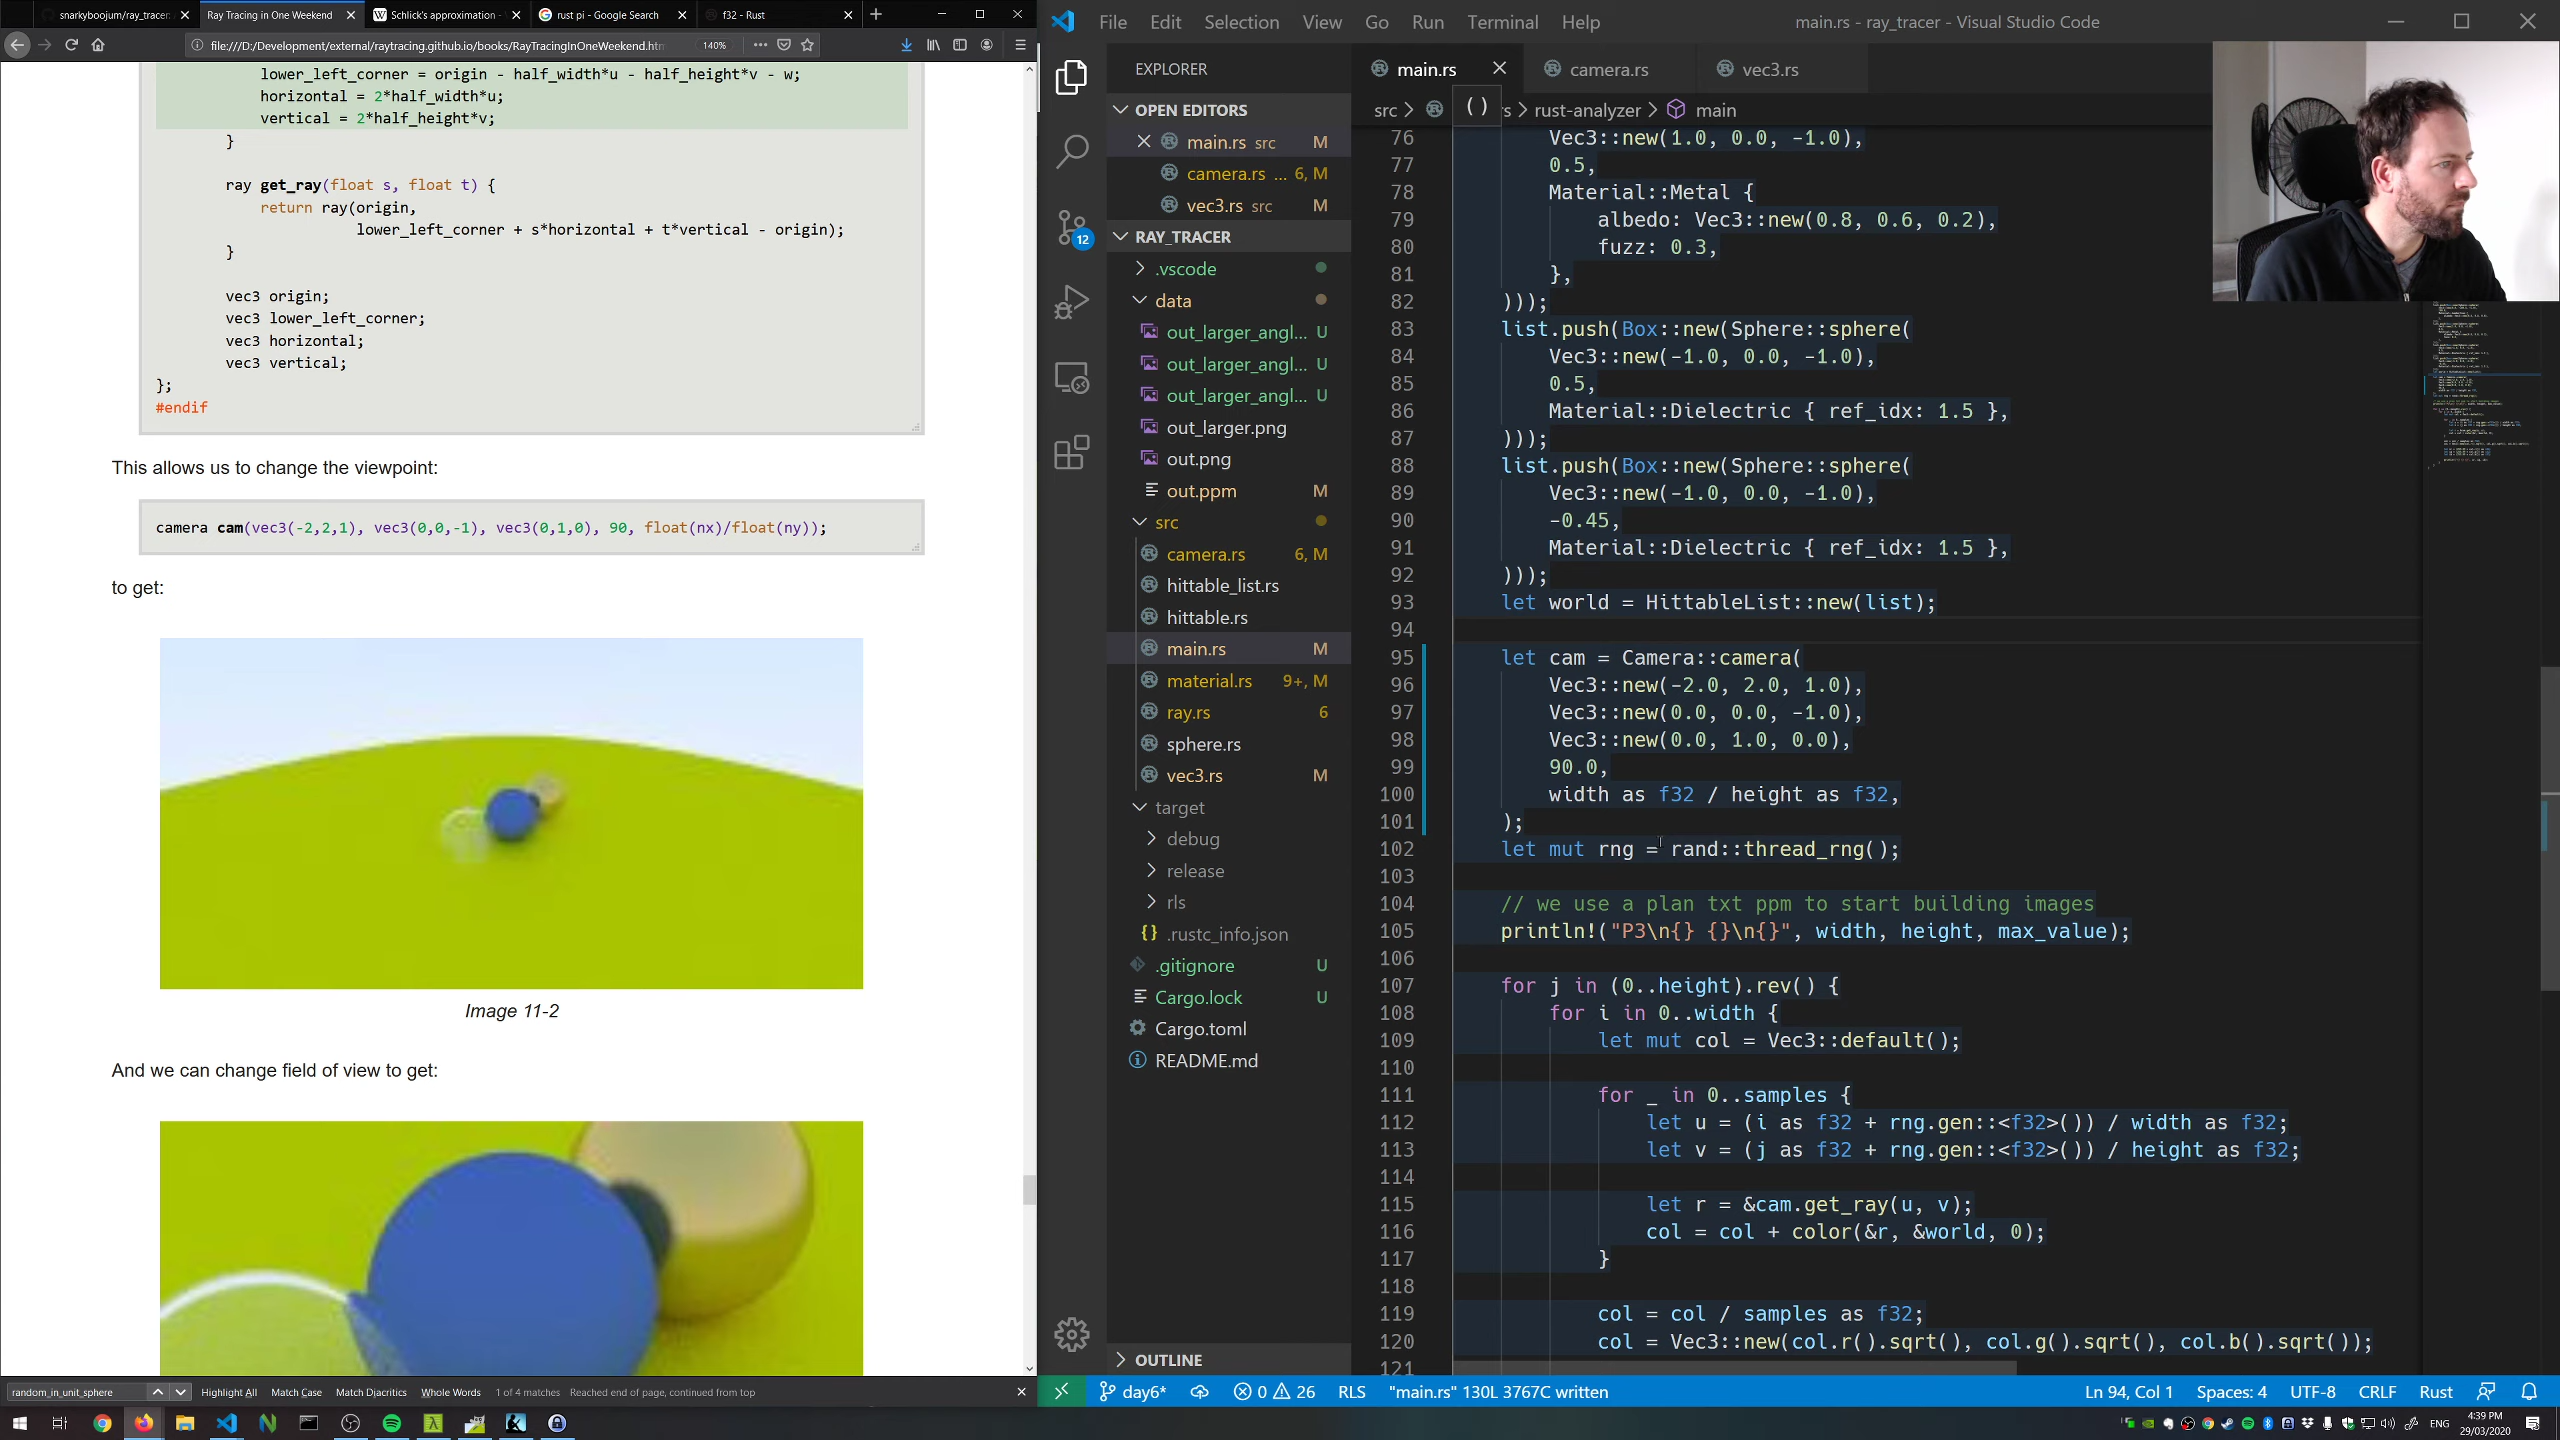 snarkyboojum/ray_tracer:
Ray Tracing in One Weekend
Schlick's approximation -
rust pi - Google Search
f32 - Rust
file:///D:/Development/external/raytracing.github.io/books/RayTracingInOneWeekend.htm
140%
lower_left_corner = origin - half_width*u - half_height*v - w;
horizontal = 2*half_width*u;
vertical = 2*half_height*v;
}
ray get_ray(float s, float t) {
return ray(origin,
lower_left_corner + s*horizontal + t*vertical - origin);
}
vec3 origin;
vec3 lower_left_corner;
vec3 horizontal;
vec3 vertical;
};
#endif
This allows us to change the viewpoint:
camera cam(vec3(-2,2,1), vec3(0,0,-1), vec3(0,1,0), 90, float(nx)/float(ny));
to get:
Image 11-2
And we can change field of view to get:
random_in_unit_sphere
Highlight All Match Case Match Diacritics Whole Words 1 of 4 matches Reached end of page, continued from top
File Edit Selection View Go Run Terminal Help
main.rs - ray_tracer - Visual Studio Code
EXPLORER
OPEN EDITORS
main.rs src M
camera.rs ... 6, M
vec3.rs src M
RAY_TRACER
.vscode
data
out_larger_angl... U
out_larger_angl... U
out_larger_angl... U
out_larger.png
out.png
out.ppm M
src
camera.rs 6, M
hittable_list.rs
hittable.rs
main.rs M
material.rs 9+, M
ray.rs 6
sphere.rs
vec3.rs M
target
debug
release
rls
.rustc_info.json
.gitignore U
Cargo.lock U
Cargo.toml
README.md
OUTLINE
12
main.rs
camera.rs
vec3.rs
src > () s > rust-analyzer > main
76 Vec3::new(1.0, 0.0, -1.0),
77 0.5,
78 Material::Metal {
79 albedo: Vec3::new(0.8, 0.6, 0.2),
80 fuzz: 0.3,
81 },
82 )));
83 list.push(Box::new(Sphere::sphere(
84 Vec3::new(-1.0, 0.0, -1.0),
85 0.5,
86 Material::Dielectric { ref_idx: 1.5 },
87 )));
88 list.push(Box::new(Sphere::sphere(
89 Vec3::new(-1.0, 0.0, -1.0),
90 -0.45,
91 Material::Dielectric { ref_idx: 1.5 },
92 )));
93 let world = HittableList::new(list);
94
95 let cam = Camera::camera(
96 Vec3::new(-2.0, 2.0, 1.0),
97 Vec3::new(0.0, 0.0, -1.0),
98 Vec3::new(0.0, 1.0, 0.0),
99 90.0,
100 width as f32 / height as f32,
101 );
102 let mut rng = rand::thread_rng();
103
104 // we use a plan txt ppm to start building images
105 println!("P3\n{} {}\n{}", width, height, max_value);
106
107 for j in (0..height).rev() {
108 for i in 0..width {
109 let mut col = Vec3::default();
110
111 for _ in 0..samples {
112 let u = (i as f32 + rng.gen::<f32>()) / width as f32;
113 let v = (j as f32 + rng.gen::<f32>()) / height as f32;
114
115 let r = &cam.get_ray(u, v);
116 col = col + color(&r, &world, 0);
117 }
118
119 col = col / samples as f32;
120 col = Vec3::new(col.r().sqrt(), col.g().sqrt(), col.b().sqrt());
121
day6* 0 26 RLS "main.rs" 130L 3767C written
Ln 94, Col 1 Spaces: 4 UTF-8 CRLF Rust
ENG
4:39 PM
29/03/2020